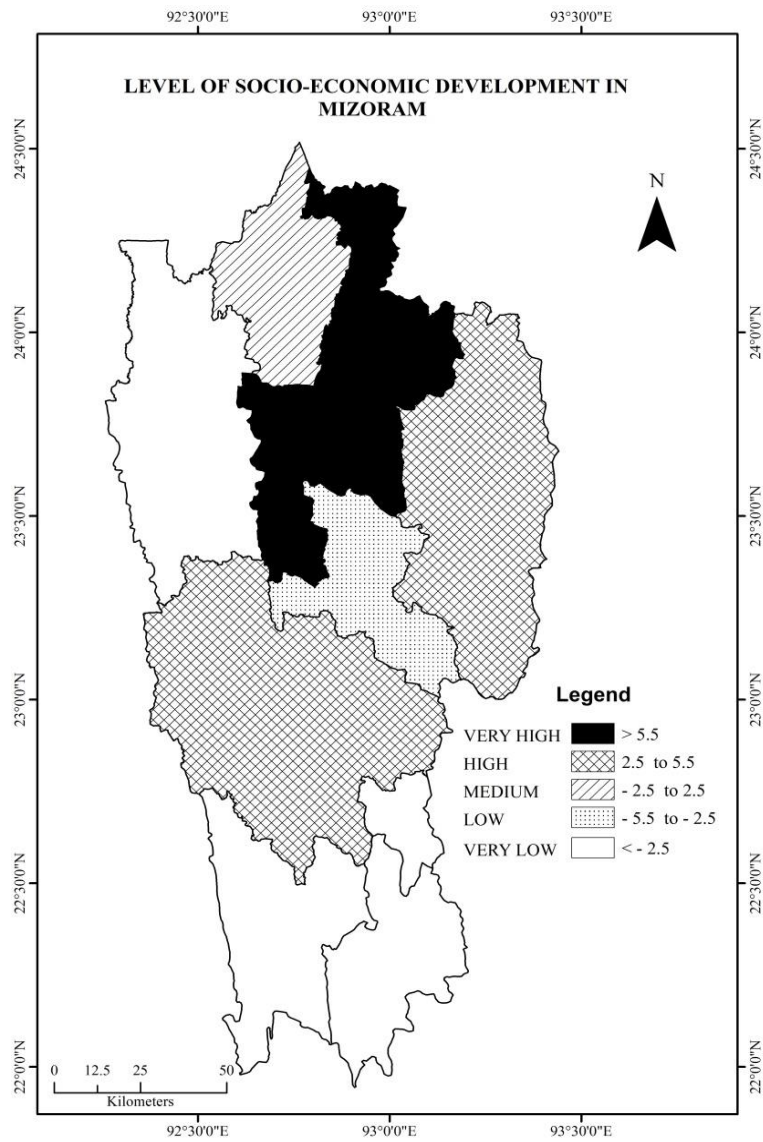 92°30'0"E 93°0'0"E 93°30'0"E
LEVEL OF SOCIO-ECONOMIC DEVELOPMENT IN
MIZORAM
N
24°30'0"N 24°30'0"N
24°0'0"N 24°0'0"N
23°30'0"N 23°30'0"N
23°0'0"N 23°0'0"N
Legend
VERY HIGH > 5.5
HIGH 2.5 to 5.5
MEDIUM - 2.5 to 2.5
LOW - 5.5 to - 2.5
VERY LOW < - 2.5
22°30'0"N 22°30'0"N
22°0'0"N 22°0'0"N
0 12.5 25 50
Kilometers
92°30'0"E 93°0'0"E 93°30'0"E